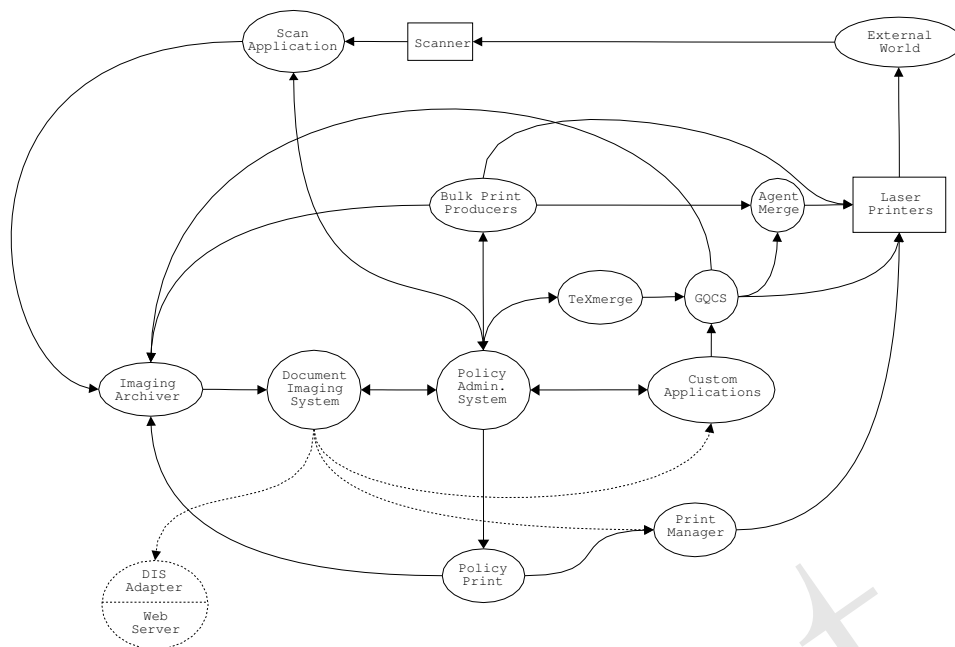 Scan
Application
Scanner
External
World
Bulk Print
Producers
Agent
Merge
Laser
Printers
TeXmerge
GQCS
Imaging
Archiver
Document
Imaging
System
Policy
Admin.
System
Custom
Applications
Print
Manager
DIS
Adapter
Web
Server
Policy
Print